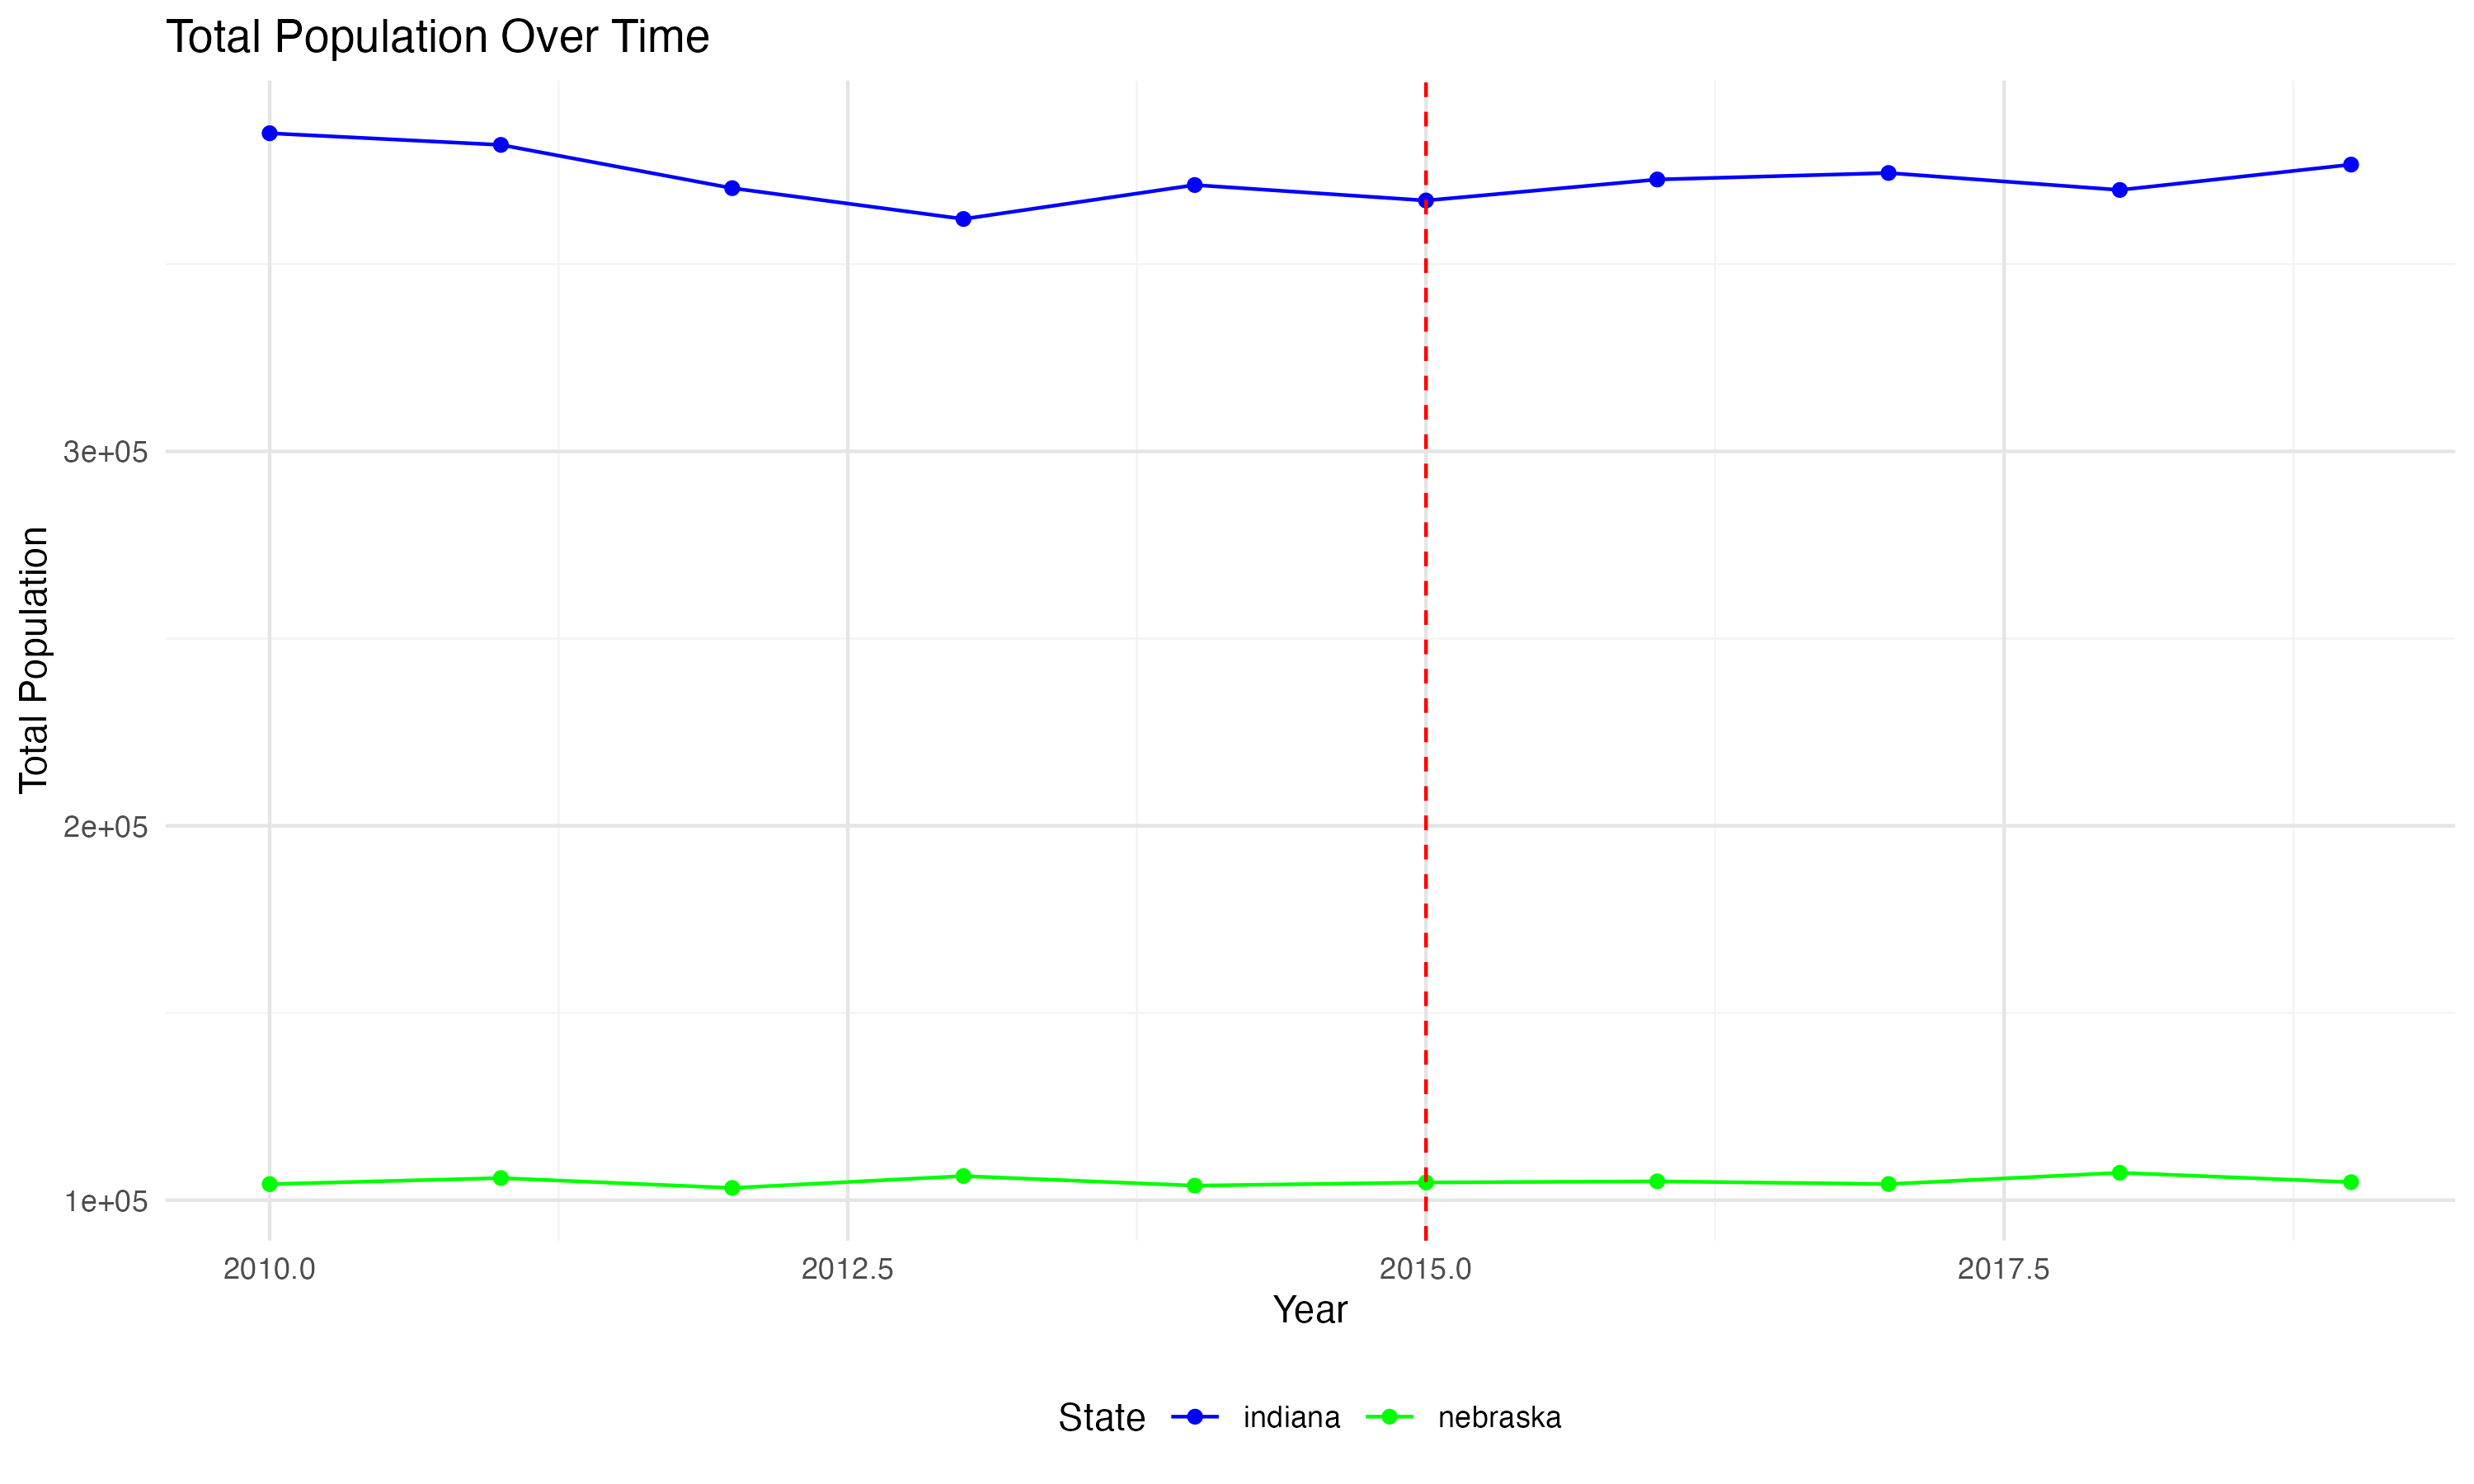 Total Population Over Time
Total Population
3e+05
2e+05
1e+05
2010.0 2012.5 2015.0 2017.5
Year
State indiana nebraska